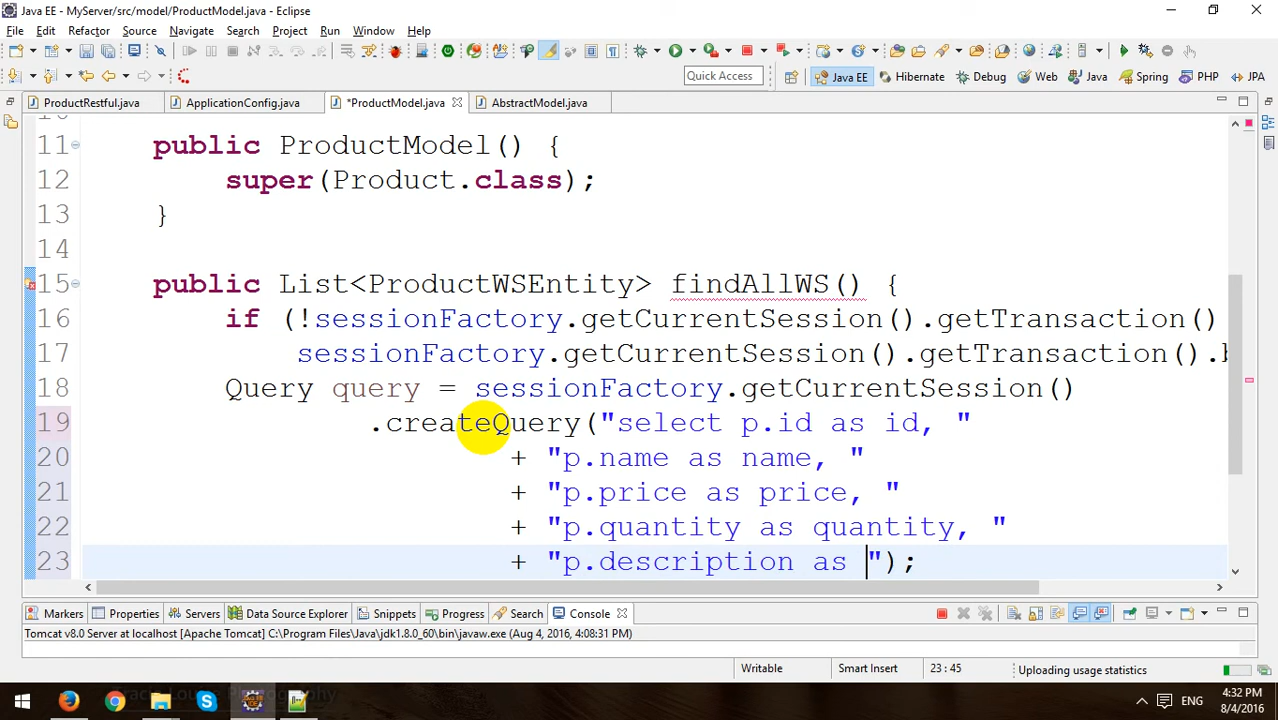 Java EE - MyServer/src/model/ProductModel.java - Eclipse
File Edit Refactor Source Navigate Search Project Run Window Help
Quick Access Java EE Hibernate Debug Web Java Spring PHP JPA
ProductRestful.java ApplicationConfig.java *ProductModel.java AbstractModel.java
10
11 public ProductModel() {
12 super(Product.class);
13 }
14
15 public List<ProductWSEntity> findAllWS() {
16 if (!sessionFactory.getCurrentSession().getTransaction()
17 sessionFactory.getCurrentSession().getTransaction().b
18 Query query = sessionFactory.getCurrentSession()
19 .createQuery("select p.id as id, "
20 + "p.name as name, "
21 + "p.price as price, "
22 + "p.quantity as quantity, "
23 + "p.description as ");
Markers Properties Servers Data Source Explorer Snippets Progress Search Console
Tomcat v8.0 Server at localhost [Apache Tomcat] C:\Program Files\Java\jdk1.8.0_60\bin\javaw.exe (Aug 4, 2016, 4:08:31 PM)
Writable Smart Insert 23 : 45 Uploading usage statistics
ENG 4:32 PM
8/4/2016